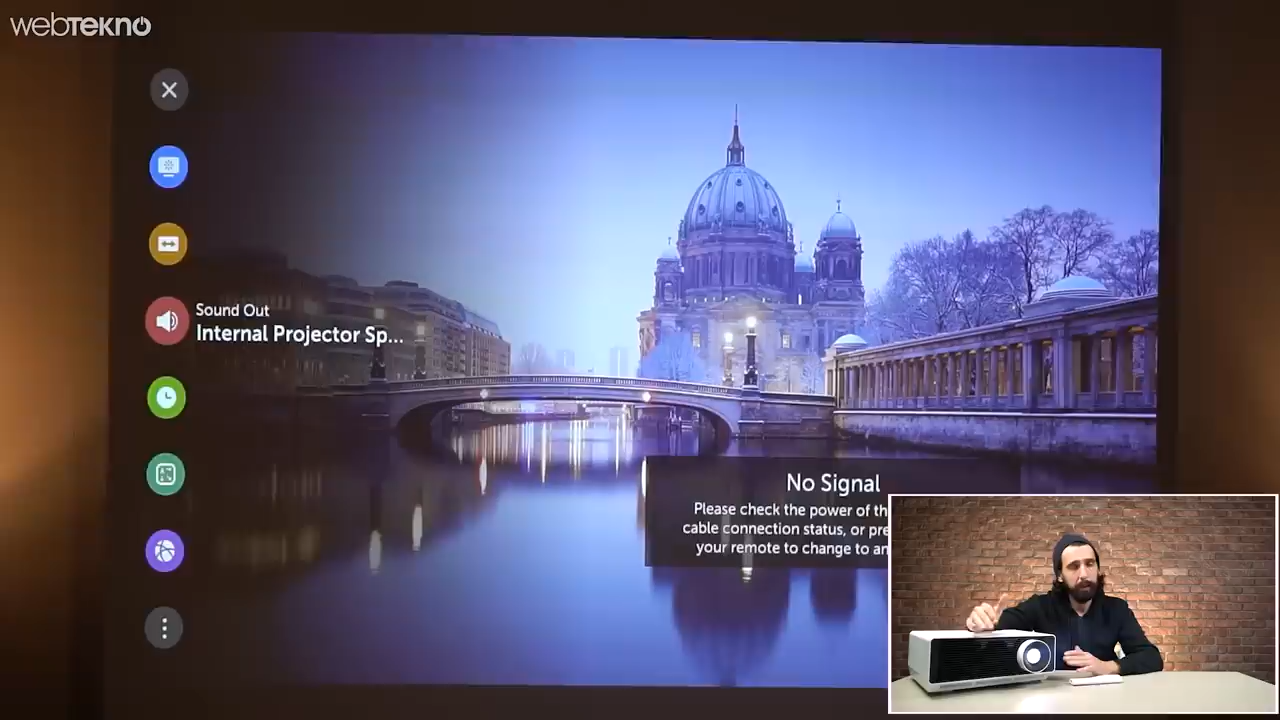 webTEKNO
Sound Out
Internal Projector Sp...
No Signal
Please check the power of th
cable connection status, or pre
your remote to change to an